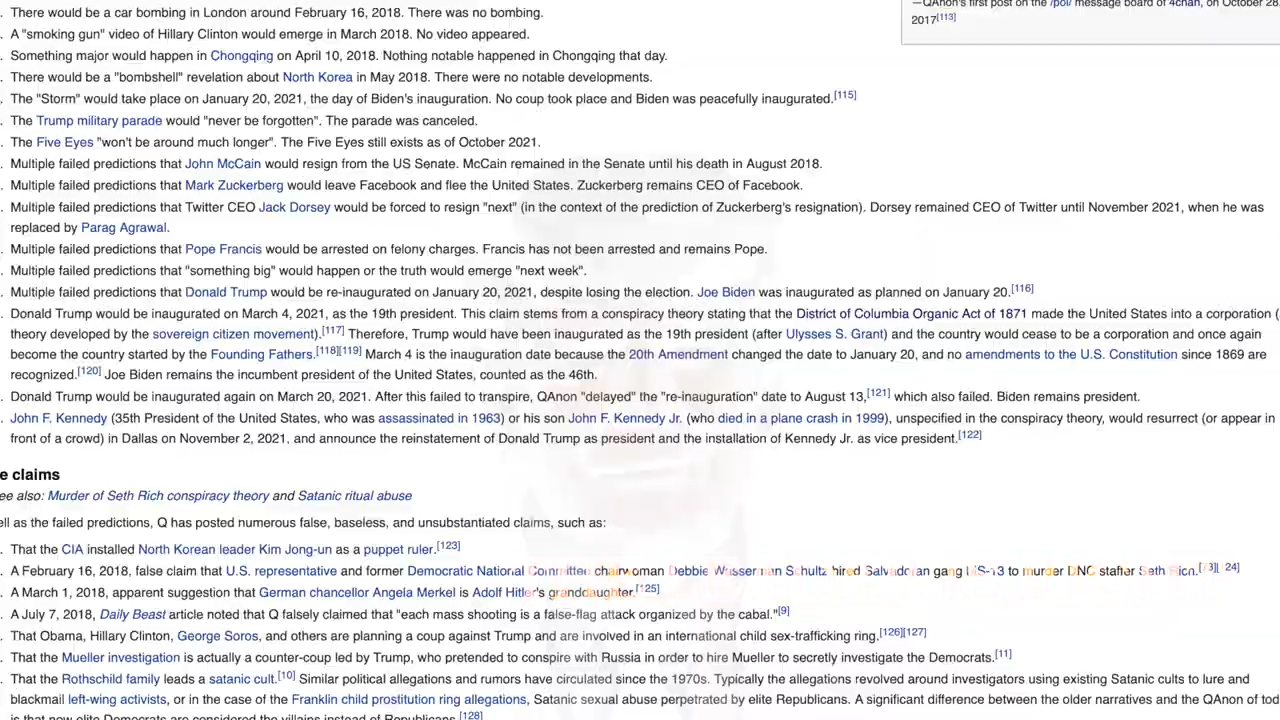 —QAnon's first post on the /pol/ message board of 4chan, on October 28,
2017[113]
. There would be a car bombing in London around February 16, 2018. There was no bombing.
. A "smoking gun" video of Hillary Clinton would emerge in March 2018. No video appeared.
. Something major would happen in Chongqing on April 10, 2018. Nothing notable happened in Chongqing that day.
. There would be a "bombshell" revelation about North Korea in May 2018. There were no notable developments.
. The "Storm" would take place on January 20, 2021, the day of Biden's inauguration. No coup took place and Biden was peacefully inaugurated.[115]
. The Trump military parade would "never be forgotten". The parade was canceled.
. The Five Eyes "won't be around much longer". The Five Eyes still exists as of October 2021.
. Multiple failed predictions that John McCain would resign from the US Senate. McCain remained in the Senate until his death in August 2018.
. Multiple failed predictions that Mark Zuckerberg would leave Facebook and flee the United States. Zuckerberg remains CEO of Facebook.
. Multiple failed predictions that Twitter CEO Jack Dorsey would be forced to resign "next" (in the context of the prediction of Zuckerberg's resignation). Dorsey remained CEO of Twitter until November 2021, when he was
replaced by Parag Agrawal.
. Multiple failed predictions that Pope Francis would be arrested on felony charges. Francis has not been arrested and remains Pope.
. Multiple failed predictions that "something big" would happen or the truth would emerge "next week".
. Multiple failed predictions that Donald Trump would be re-inaugurated on January 20, 2021, despite losing the election. Joe Biden was inaugurated as planned on January 20.[116]
. Donald Trump would be inaugurated on March 4, 2021, as the 19th president. This claim stems from a conspiracy theory stating that the District of Columbia Organic Act of 1871 made the United States into a corporation (
theory developed by the sovereign citizen movement).[117] Therefore, Trump would have been inaugurated as the 19th president (after Ulysses S. Grant) and the country would cease to be a corporation and once again
become the country started by the Founding Fathers.[118][119] March 4 is the inauguration date because the 20th Amendment changed the date to January 20, and no amendments to the U.S. Constitution since 1869 are
recognized.[120] Joe Biden remains the incumbent president of the United States, counted as the 46th.
. Donald Trump would be inaugurated again on March 20, 2021. After this failed to transpire, QAnon "delayed" the "re-inauguration" date to August 13,[121] which also failed. Biden remains president.
. John F. Kennedy (35th President of the United States, who was assassinated in 1963) or his son John F. Kennedy Jr. (who died in a plane crash in 1999), unspecified in the conspiracy theory, would resurrect (or appear in
front of a crowd) in Dallas on November 2, 2021, and announce the reinstatement of Donald Trump as president and the installation of Kennedy Jr. as vice president.[122]
e claims
ee also: Murder of Seth Rich conspiracy theory and Satanic ritual abuse
ell as the failed predictions, Q has posted numerous false, baseless, and unsubstantiated claims, such as:
. That the CIA installed North Korean leader Kim Jong-un as a puppet ruler.[123]
. A February 16, 2018, false claim that U.S. representative and former Democratic National Committee chairwoman Debbie Wasserman Schultz hired Salvadoran gang MS-13 to murder DNC staffer Seth Rich.[73][124]
. A March 1, 2018, apparent suggestion that German chancellor Angela Merkel is Adolf Hitler's granddaughter.[125]
. A July 7, 2018, Daily Beast article noted that Q falsely claimed that "each mass shooting is a false-flag attack organized by the cabal."[9]
. That Obama, Hillary Clinton, George Soros, and others are planning a coup against Trump and are involved in an international child sex-trafficking ring.[126][127]
. That the Mueller investigation is actually a counter-coup led by Trump, who pretended to conspire with Russia in order to hire Mueller to secretly investigate the Democrats.[11]
. That the Rothschild family leads a satanic cult.[10] Similar political allegations and rumors have circulated since the 1970s. Typically the allegations revolved around investigators using existing Satanic cults to lure and
blackmail left-wing activists, or in the case of the Franklin child prostitution ring allegations, Satanic sexual abuse perpetrated by elite Republicans. A significant difference between the older narratives and the QAnon of tod
is that now elite Democrats are considered the villains instead of Republicans.[128]